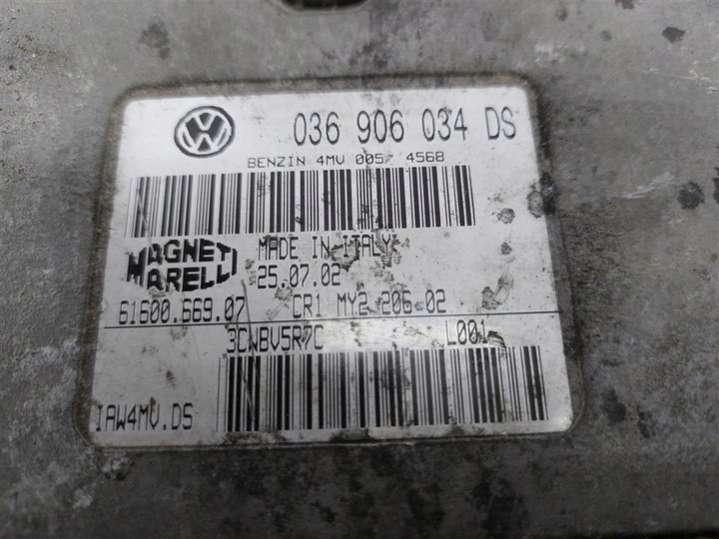 036 906 034 DS
BENZIN 4MV 005/ 4568
MAGNETI MARELLI
MADE IN ITALY
25.07.02
61600.669.07 CR1 MY2 206.02
L001
IAW4MV.DS